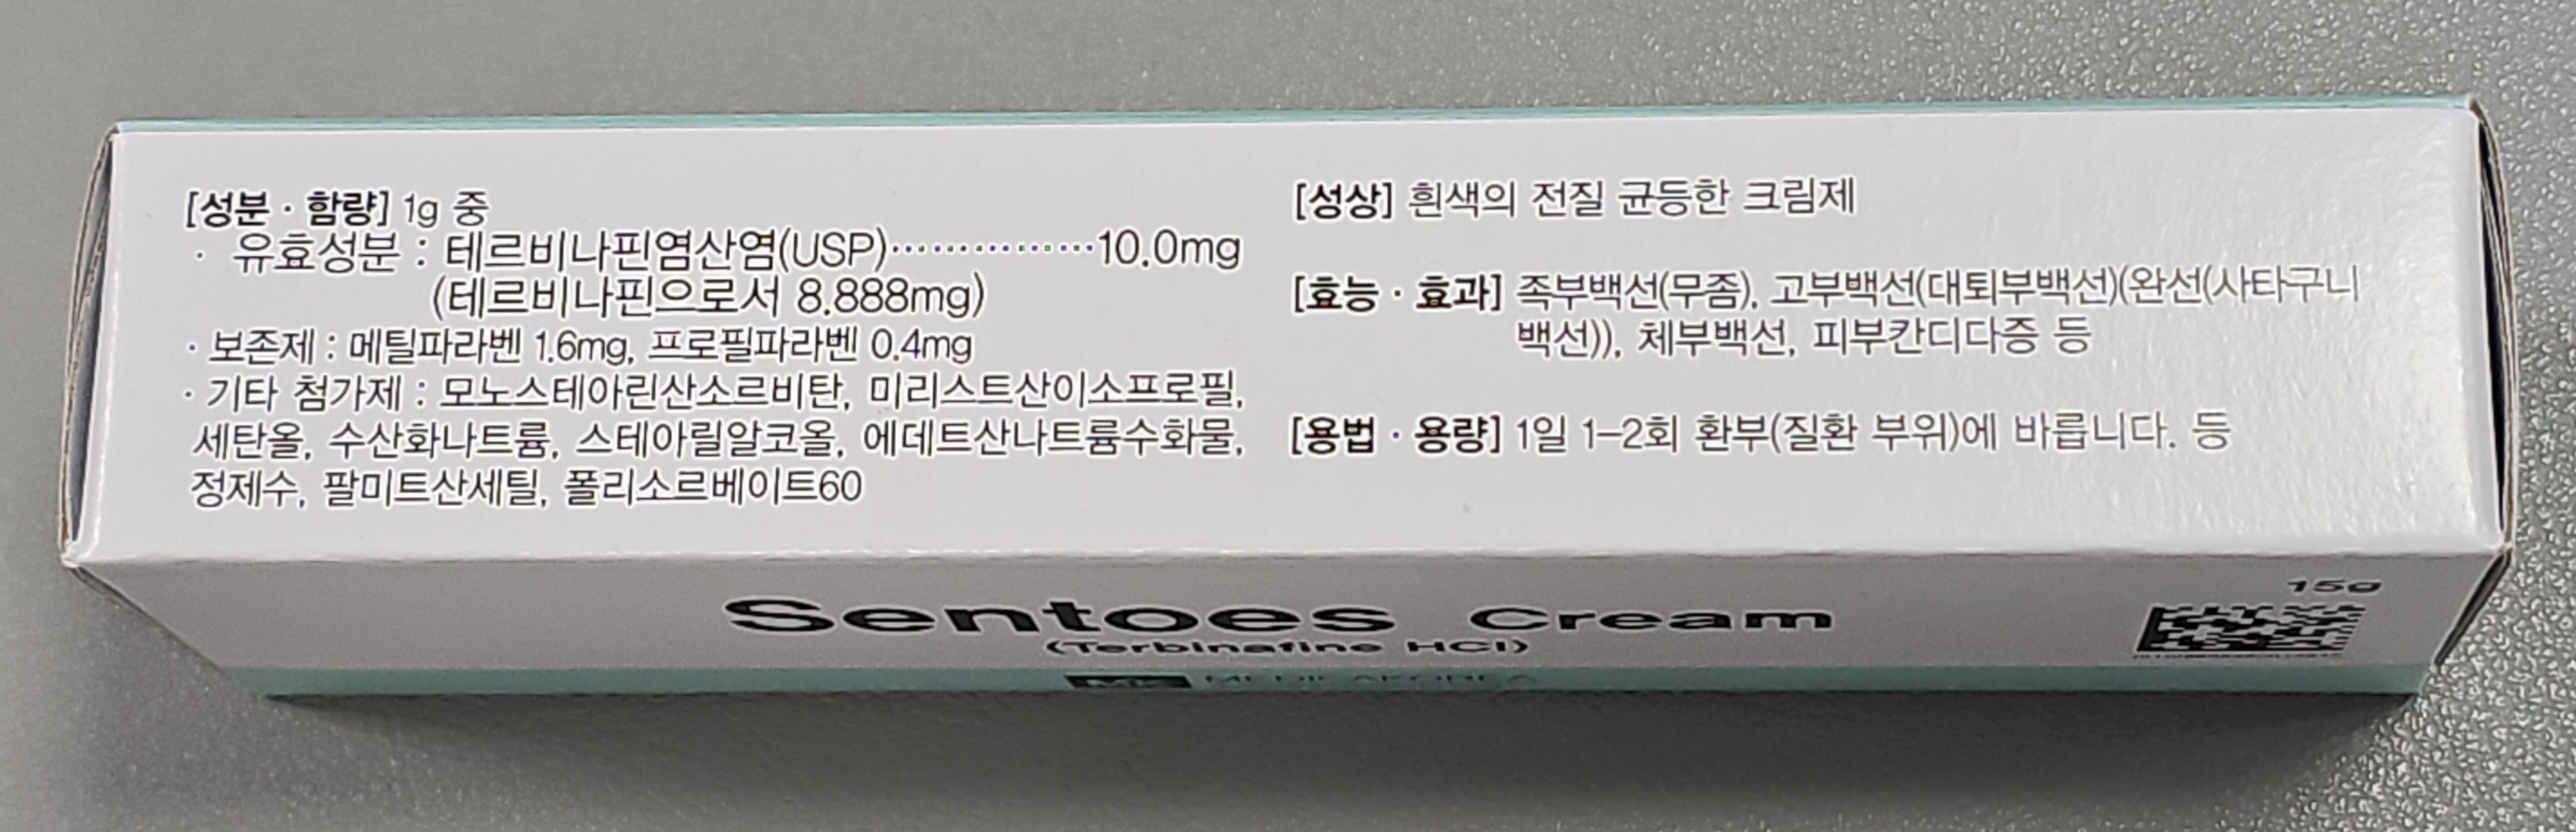 [성분 · 함량] 1g 중
· 유효성분 : 테르비나핀염산염(USP)···············10.0mg
(테르비나핀으로서 8.888mg)
· 보존제 : 메틸파라벤 1.6mg, 프로필파라벤 0.4mg
· 기타 첨가제 : 모노스테아린산소르비탄, 미리스트산이소프로필,
세탄올, 수산화나트륨, 스테아릴알코올, 에데트산나트륨수화물,
정제수, 팔미트산세틸, 폴리소르베이트60
[성상] 흰색의 전질 균등한 크림제
[효능 · 효과] 족부백선(무좀), 고부백선(대퇴부백선)(완선(사타구니
백선)), 체부백선, 피부칸디다증 등
[용법 · 용량] 1일 1-2회 환부(질환 부위)에 바릅니다. 등
15g
Sentoes Cream
(Terbinafine HCl)
MEDICAKOREA